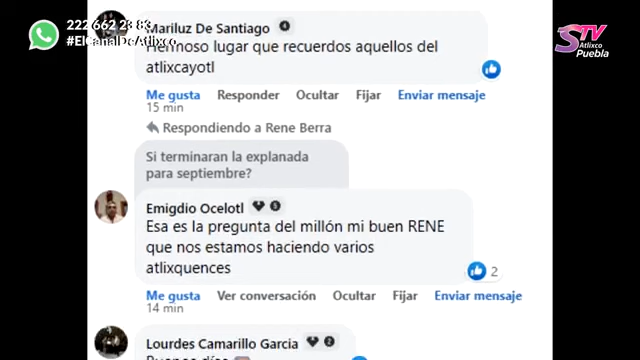 222 662 23 83
#ElCanalDeAtlixco
STV
Atlixco
Puebla
Mariluz De Santiago
Hermoso lugar que recuerdos aquellos del
atlixcayotl
Me gusta Responder Ocultar Fijar Enviar mensaje
15 min
Respondiendo a Rene Berra
Si terminaran la explanada
para septiembre?
Emigdio Ocelotl
Esa es la pregunta del millón mi buen RENE
que nos estamos haciendo varios
atlixquences
2
Me gusta Ver conversación Ocultar Fijar Enviar mensaje
14 min
Lourdes Camarillo Garcia
Buenos días